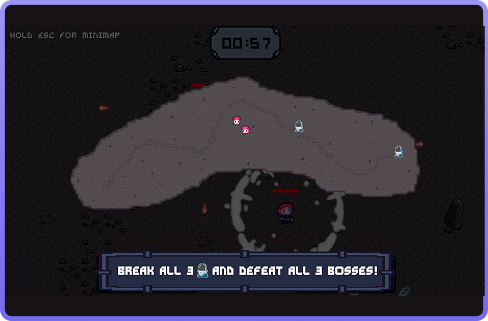 HOLD ESC FOR MINIMAP
00:57
BREAK ALL 3 AND DEFEAT ALL 3 BOSSES!